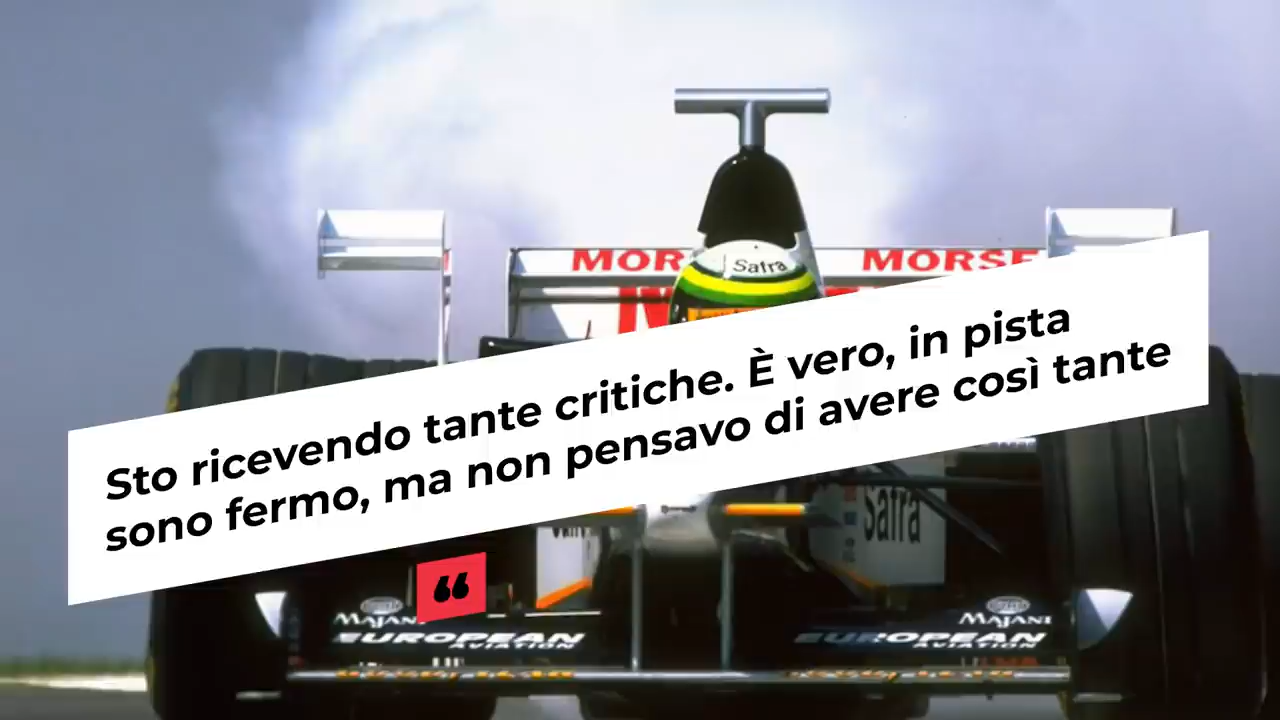 MORSE
Safra
Sto ricevendo tante critiche. È vero, in pista
sono fermo, ma non pensavo di avere così tante
Safra
“
MAJANI
MAJANI
EUROPEAN
EUROPEAN
AVIATION
AVIATION